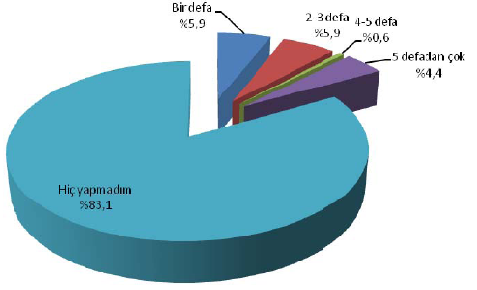 Bir defa
%5,9
2-3 defa
%5,9
4-5 defa
%0,6
5 defadan çok
%4,4
Hiç yapmadım
%83,1